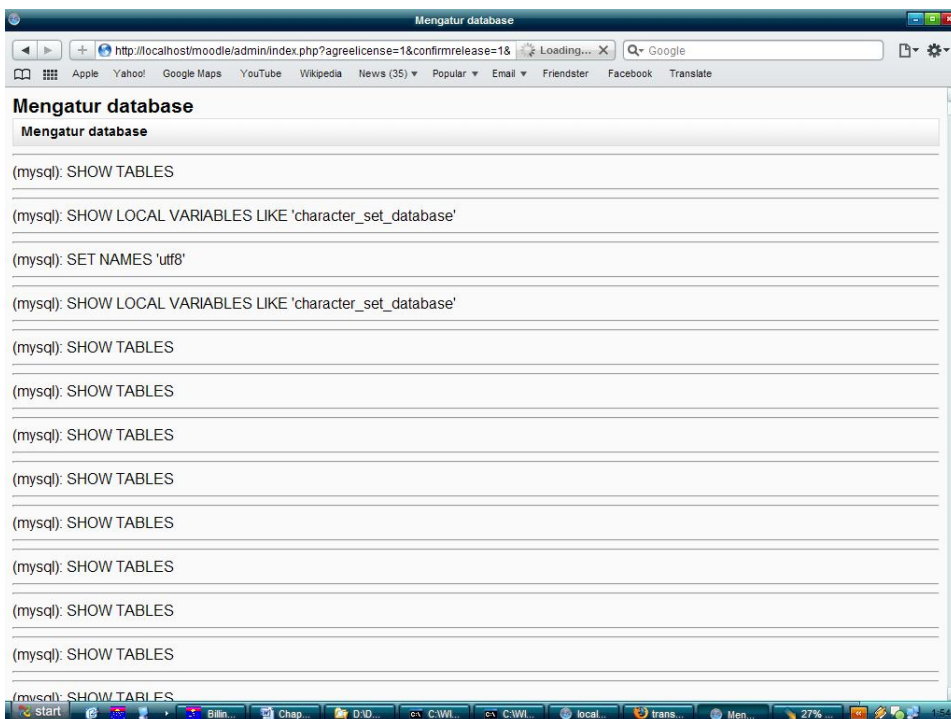 Mengatur database
http://localhost/moodle/admin/index.php?agreelicense=1&confirmrelease=1& Loading... Google
Apple Yahoo! Google Maps YouTube Wikipedia News (35) Popular Email Friendster Facebook Translate
Mengatur database
Mengatur database
(mysql): SHOW TABLES
(mysql): SHOW LOCAL VARIABLES LIKE 'character_set_database'
(mysql): SET NAMES 'utf8'
(mysql): SHOW LOCAL VARIABLES LIKE 'character_set_database'
(mysql): SHOW TABLES
(mysql): SHOW TABLES
(mysql): SHOW TABLES
(mysql): SHOW TABLES
(mysql): SHOW TABLES
(mysql): SHOW TABLES
(mysql): SHOW TABLES
(mysql): SHOW TABLES
(mysql): SHOW TABLES
start Billin... Chap... D:\D... C:\WI... C:\WI... local... trans... Men... 27% ...